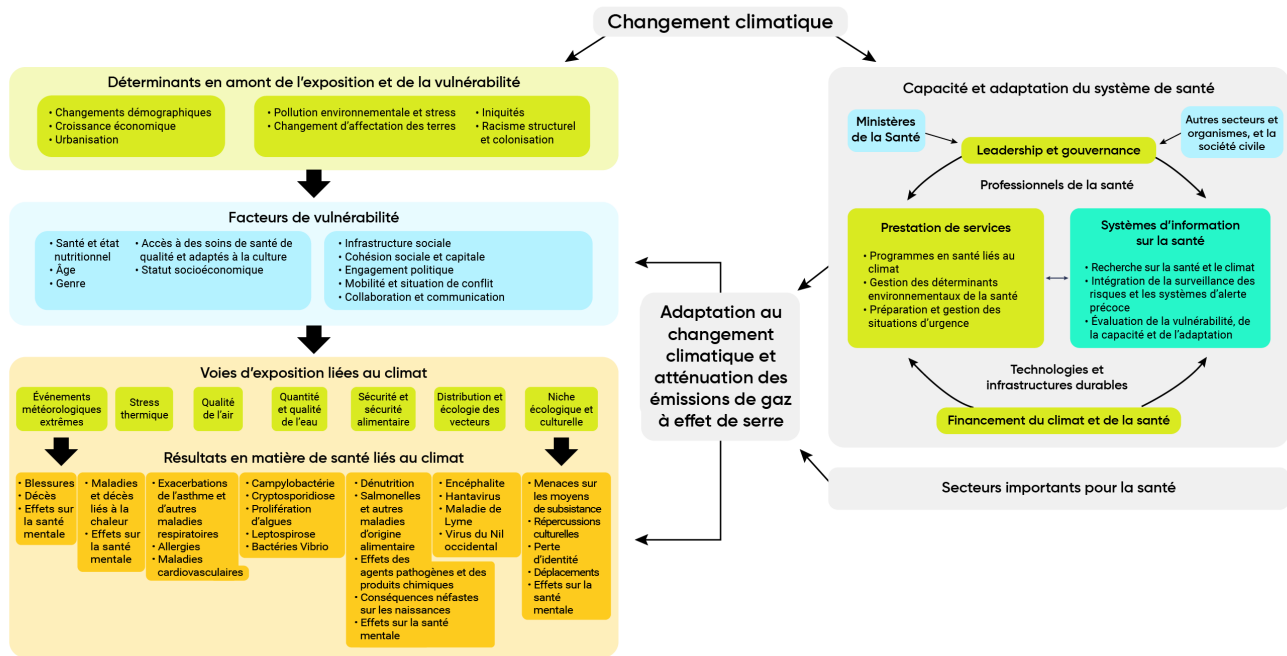 Changement climatique
Déterminants en amont de l'exposition et de la vulnérabilité
• Changements démographiques
• Croissance économique
• Urbanisation
• Pollution environnementale et stress
• Changement d'affectation des terres
• Iniquités
• Racisme structurel
et colonisation
Facteurs de vulnérabilité
• Santé et état
nutritionnel
• Âge
• Genre
• Accès à des soins de santé de
qualité et adaptés à la culture
• Statut socioéconomique
• Infrastructure sociale
• Cohésion sociale et capitale
• Engagement politique
• Mobilité et situation de conflit
• Collaboration et communication
Voies d'exposition liées au climat
Événements
météorologiques
extrêmes
Stress
thermique
Qualité
de l'air
Quantité
et qualité
de l'eau
Sécurité et
sécurité
alimentaire
Distribution et
écologie des
vecteurs
Niche
écologique et
culturelle
Résultats en matière de santé liés au climat
• Blessures
• Décès
• Effets sur
la santé
mentale
• Maladies
et décès
liés à la
chaleur
• Effets sur
la santé
mentale
• Exacerbations
de l'asthme et
d'autres
maladies
respiratoires
• Allergies
• Maladies
cardiovasculaires
• Campylobactérie
• Cryptosporidiose
• Prolifération
d'algues
• Leptospirose
• Bactéries Vibrio
• Dénutrition
• Salmonelles
et autres
maladies
d'origine
alimentaire
• Effets des
agents pathogènes et des
produits chimiques
• Conséquences néfastes
sur les naissances
• Effets sur la santé
mentale
• Encéphalite
• Hantavirus
• Maladie de
Lyme
• Virus du Nil
occidental
• Menaces sur
les moyens
de subsistance
• Répercussions
culturelles
• Perte
d'identité
• Déplacements
• Effets sur la
santé
mentale
Adaptation au
changement
climatique et
atténuation des
émissions de gaz
à effet de serre
Capacité et adaptation du système de santé
Ministères
de la Santé
Autres secteurs et
organismes, et la
société civile
Leadership et gouvernance
Professionnels de la santé
Prestation de services
• Programmes en santé liés au
climat
• Gestion des déterminants
environnementaux de la santé
• Préparation et gestion des
situations d'urgence
Systèmes d'information
sur la santé
• Recherche sur la santé et le climat
• Intégration de la surveillance des
risques et les systèmes d'alerte
précoce
• Évaluation de la vulnérabilité, de
la capacité et de l'adaptation
Technologies et
infrastructures durables
Financement du climat et de la santé
Secteurs importants pour la santé